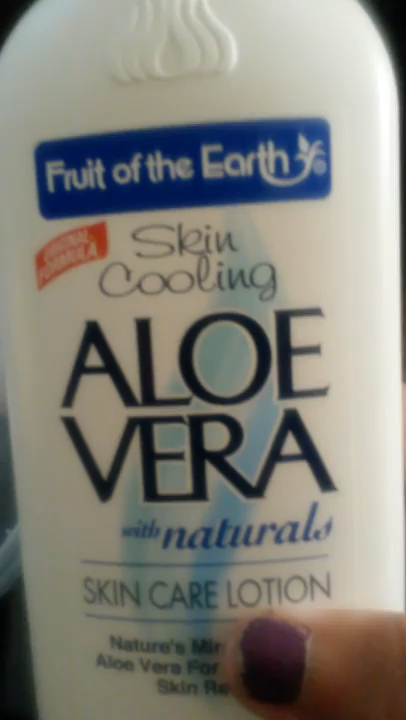 Fruit of the Earth®
ORIGINAL
FORMULA
Skin
Cooling
ALOE
VERA
with naturals
SKIN CARE LOTION
Nature's
Aloe Vera For
Skin